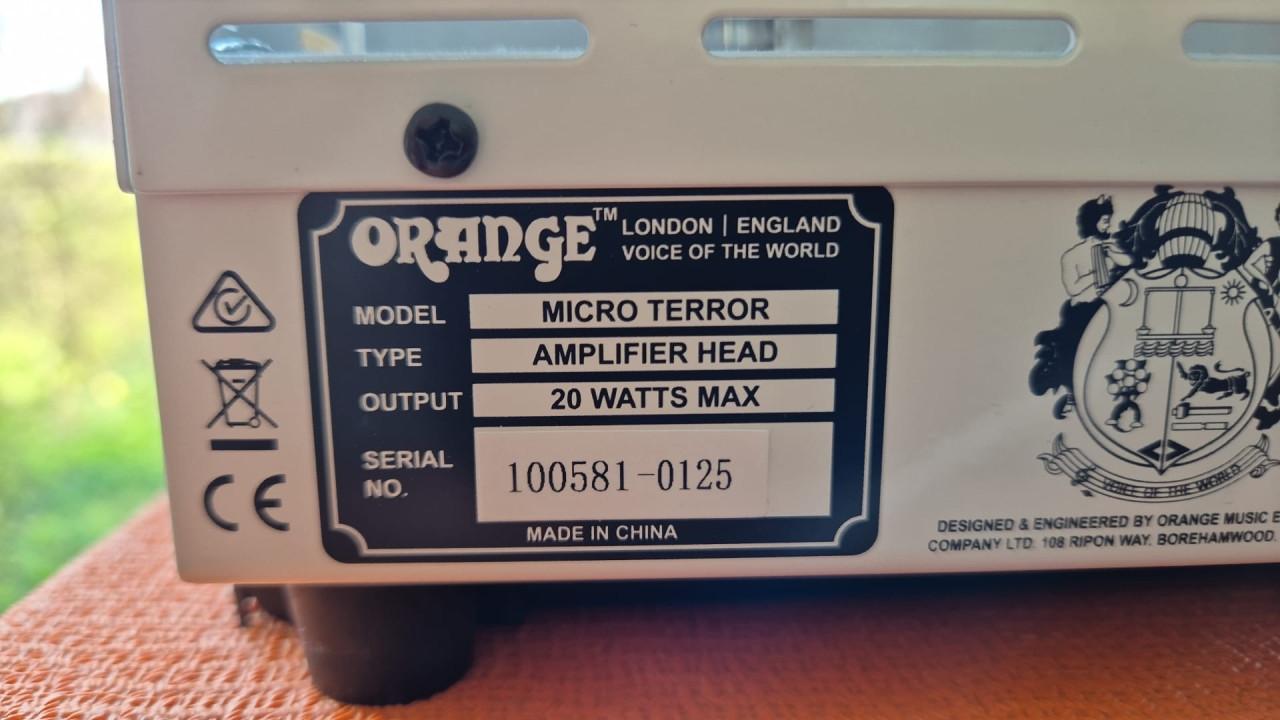 ORANGE™ LONDON | ENGLAND
VOICE OF THE WORLD
MODEL MICRO TERROR
TYPE AMPLIFIER HEAD
OUTPUT 20 WATTS MAX
SERIAL NO. 100581-0125
MADE IN CHINA
CE
VOICE OF THE WORLD
DESIGNED & ENGINEERED BY ORANGE MUSIC E
COMPANY LTD. 108 RIPON WAY, BOREHAMWOOD,